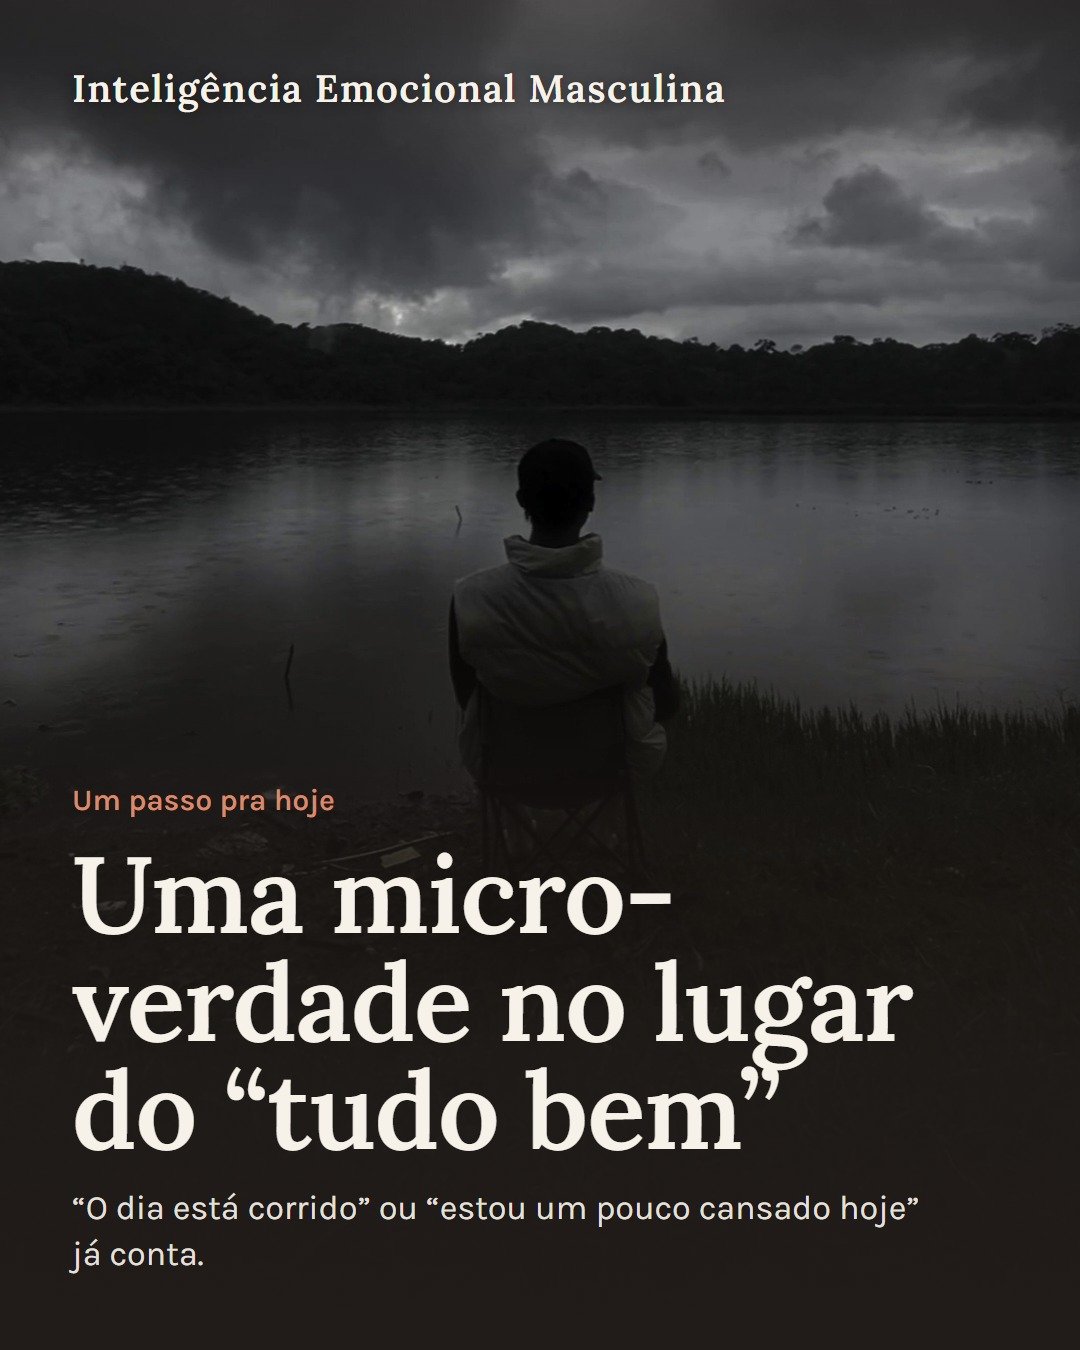 Inteligência Emocional Masculina
Um passo pra hoje
Uma micro-
verdade no lugar
do “tudo bem”
“O dia está corrido” ou “estou um pouco cansado hoje”
já conta.